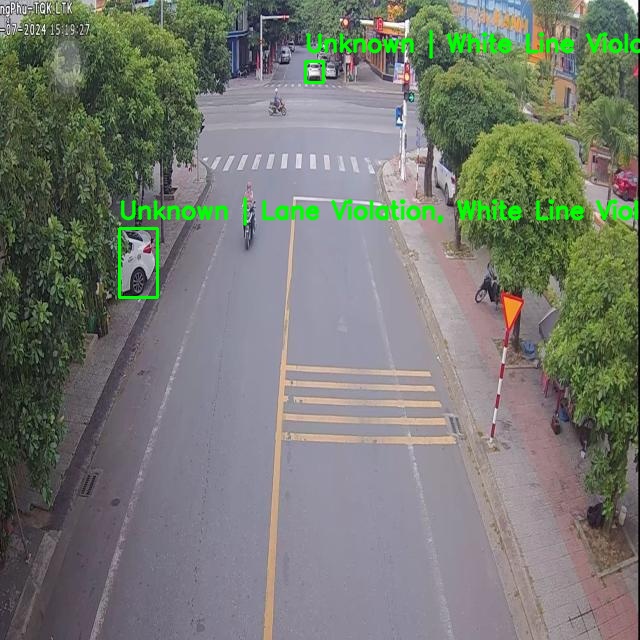 ngPhu-TQK.LTK
-07-2024 15:19:27
Unknown | White Line Viola
Unknown | Lane Violation, White Line Viol